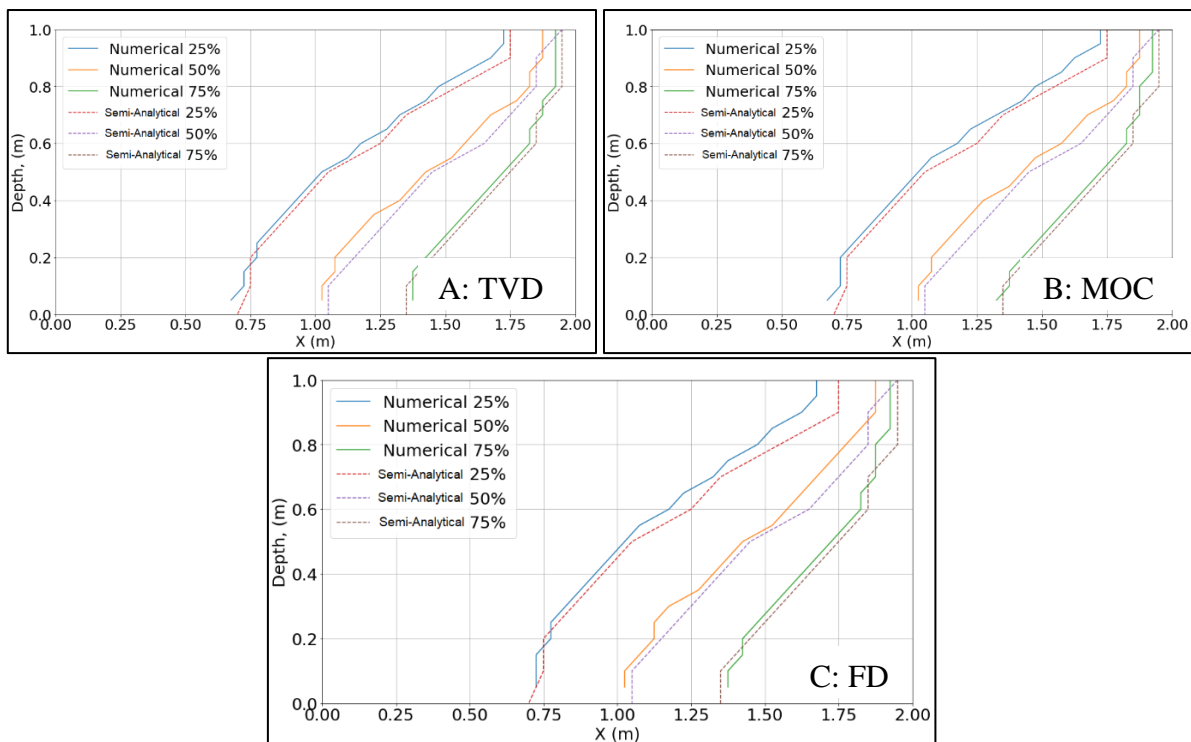 1.0
0.8
0.6
0.4
0.2
0.0
Depth, (m)
Numerical 25%
Numerical 50%
Numerical 75%
Semi-Analytical 25%
Semi-Analytical 50%
Semi-Analytical 75%
A: TVD
0.00 0.25 0.50 0.75 1.00 1.25 1.50 1.75 2.00
X (m)
1.0
0.8
0.6
0.4
0.2
0.0
Depth, (m)
Numerical 25%
Numerical 50%
Numerical 75%
Semi-Analytical 25%
Semi-Analytical 50%
Semi-Analytical 75%
B: MOC
0.00 0.25 0.50 0.75 1.00 1.25 1.50 1.75 2.00
X (m)
1.0
0.8
0.6
0.4
0.2
0.0
Depth, (m)
Numerical 25%
Numerical 50%
Numerical 75%
Semi-Analytical 25%
Semi-Analytical 50%
Semi-Analytical 75%
C: FD
0.00 0.25 0.50 0.75 1.00 1.25 1.50 1.75 2.00
X (m)